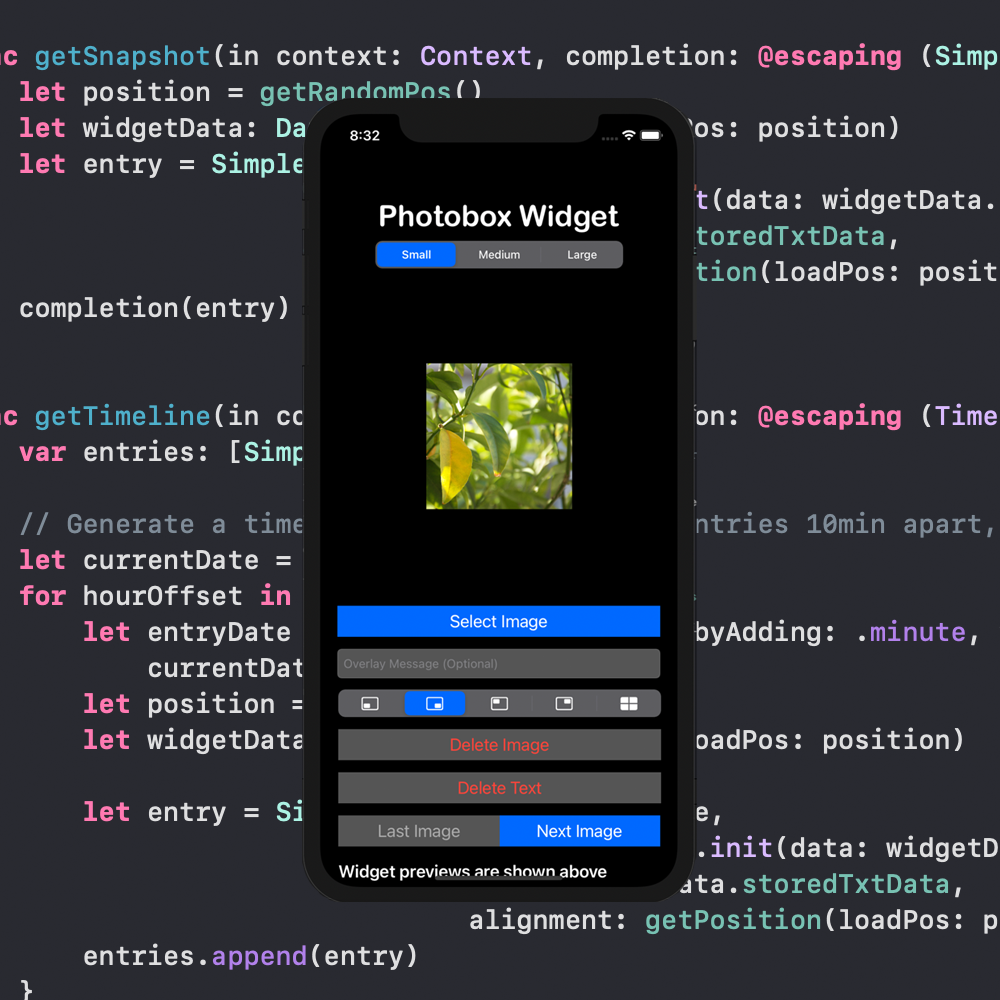 c getSnapshot(in context: Context, completion: @escaping (Simp
let position = getRandomPos()
let widgetData: Da os: position)
let entry = Simple
t(data: widgetData.
toredTxtData,
tion(loadPos: posit
completion(entry)
c getTimeline(in co on: @escaping (Time
var entries: [Simp
// Generate a time ntries 10min apart,
let currentDate =
for hourOffset in
let entryDate byAdding: .minute,
currentDat
let position =
let widgetData oadPos: position)
let entry = Si e,
.init(data: widgetD
ata.storedTxtData,
alignment: getPosition(loadPos: p
entries.append(entry)
}
8:32
Photobox Widget
Small Medium Large
Select Image
Overlay Message (Optional)
Delete Image
Delete Text
Last Image Next Image
Widget previews are shown above